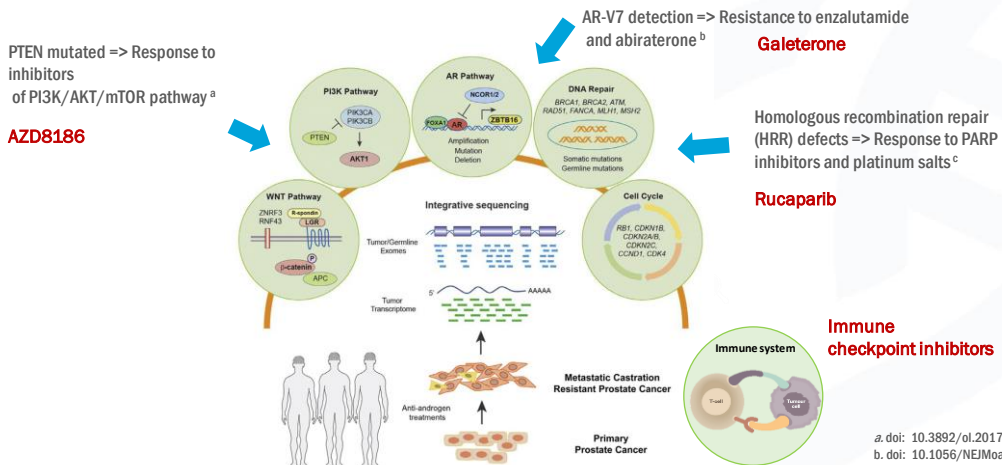 AR-V7 detection => Resistance to enzalutamide
and abiraterone b
Galeterone
PTEN mutated => Response to
inhibitors
of PI3K/AKT/mTOR pathway a
AZD8186
Homologous recombination repair
(HRR) defects => Response to PARP
inhibitors and platinum salts c
Rucaparib
PI3K Pathway
PIK3CA
PIK3CB
PTEN
AKT1
AR Pathway
NCOR1/2
FOXA1
AR
ZBTB16
Amplification
Mutation
Deletion
DNA Repair
BRCA1, BRCA2, ATM,
RAD51, FANCA, MLH1, MSH2
Somatic mutations
Germline mutations
WNT Pathway
ZNRF3
RNF43
R-spondin
LGR
P
β-catenin
APC
Cell Cycle
RB1, CDKN1B,
CDKN2A/B,
CDKN2C,
CCND1, CDK4
Integrative sequencing
Tumor/Germline
Exomes
Tumor
Transcriptome
5'
AAAAA
Metastatic Castration
Resistant Prostate Cancer
Anti-androgen
treatments
Primary
Prostate Cancer
Immune system
T-cell
Tumour
cell
Immune
checkpoint inhibitors
a. doi: 10.3892/ol.2017
b. doi: 10.1056/NEJMoa